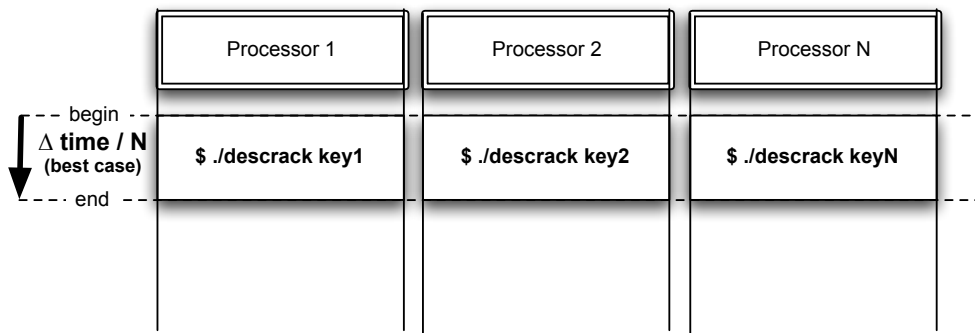 Processor 1
Processor 2
Processor N
begin
Δ time / N
(best case)
$ ./descrack key1
$ ./descrack key2
$ ./descrack keyN
end